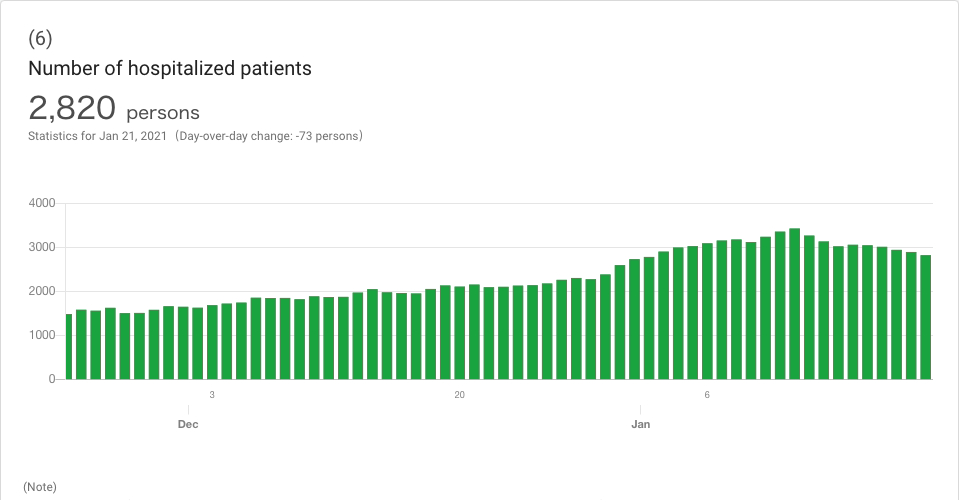 (6)
Number of hospitalized patients
2,820 persons
Statistics for Jan 21, 2021 (Day-over-day change: -73 persons)
4000
3000
2000
1000
0
3 20 6
Dec Jan
(Note)